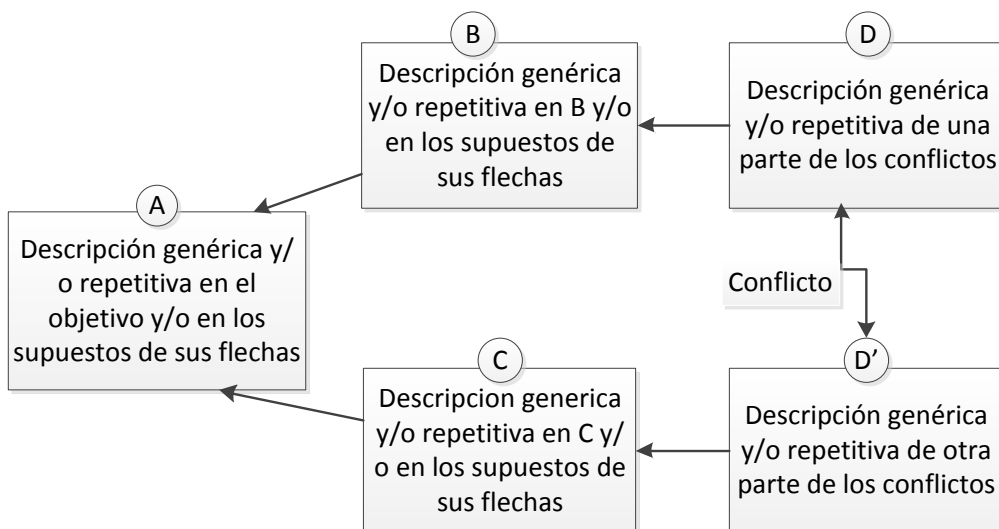 B
Descripción genérica
y/o repetitiva en B y/o
en los supuestos de
sus flechas
D
Descripción genérica
y/o repetitiva de una
parte de los conflictos
A
Descripción genérica y/
o repetitiva en el
objetivo y/o en los
supuestos de sus flechas
Conflicto
C
Descripcion generica
y/o repetitiva en C y/
o en los supuestos de
sus flechas
D’
Descripción genérica
y/o repetitiva de otra
parte de los conflictos